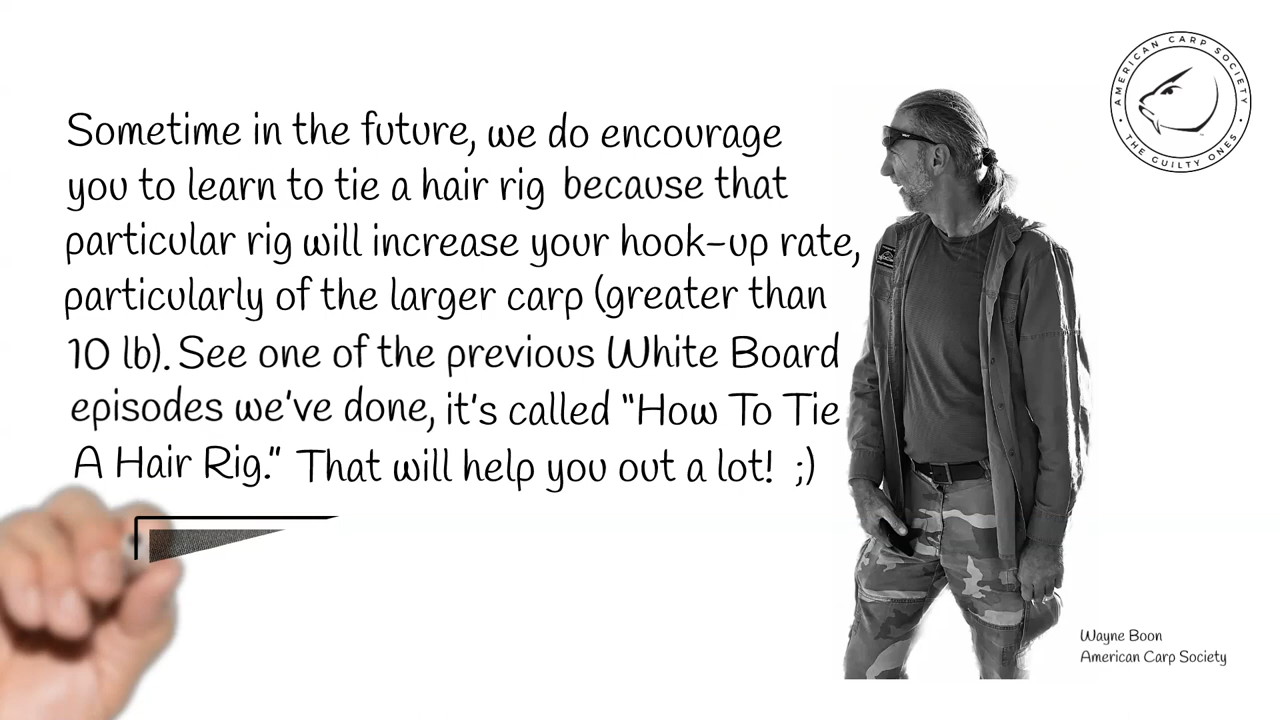 Sometime in the future, we do encourage
you to learn to tie a hair rig because that
particular rig will increase your hook-up rate,
particularly of the larger carp (greater than
10 lb). See one of the previous White Board
episodes we've done, it's called "How To Tie
A Hair Rig." That will help you out a lot! ;)
AMERICAN CARP SOCIETY
• THE GUILTY ONES •
Wayne Boon
American Carp Society